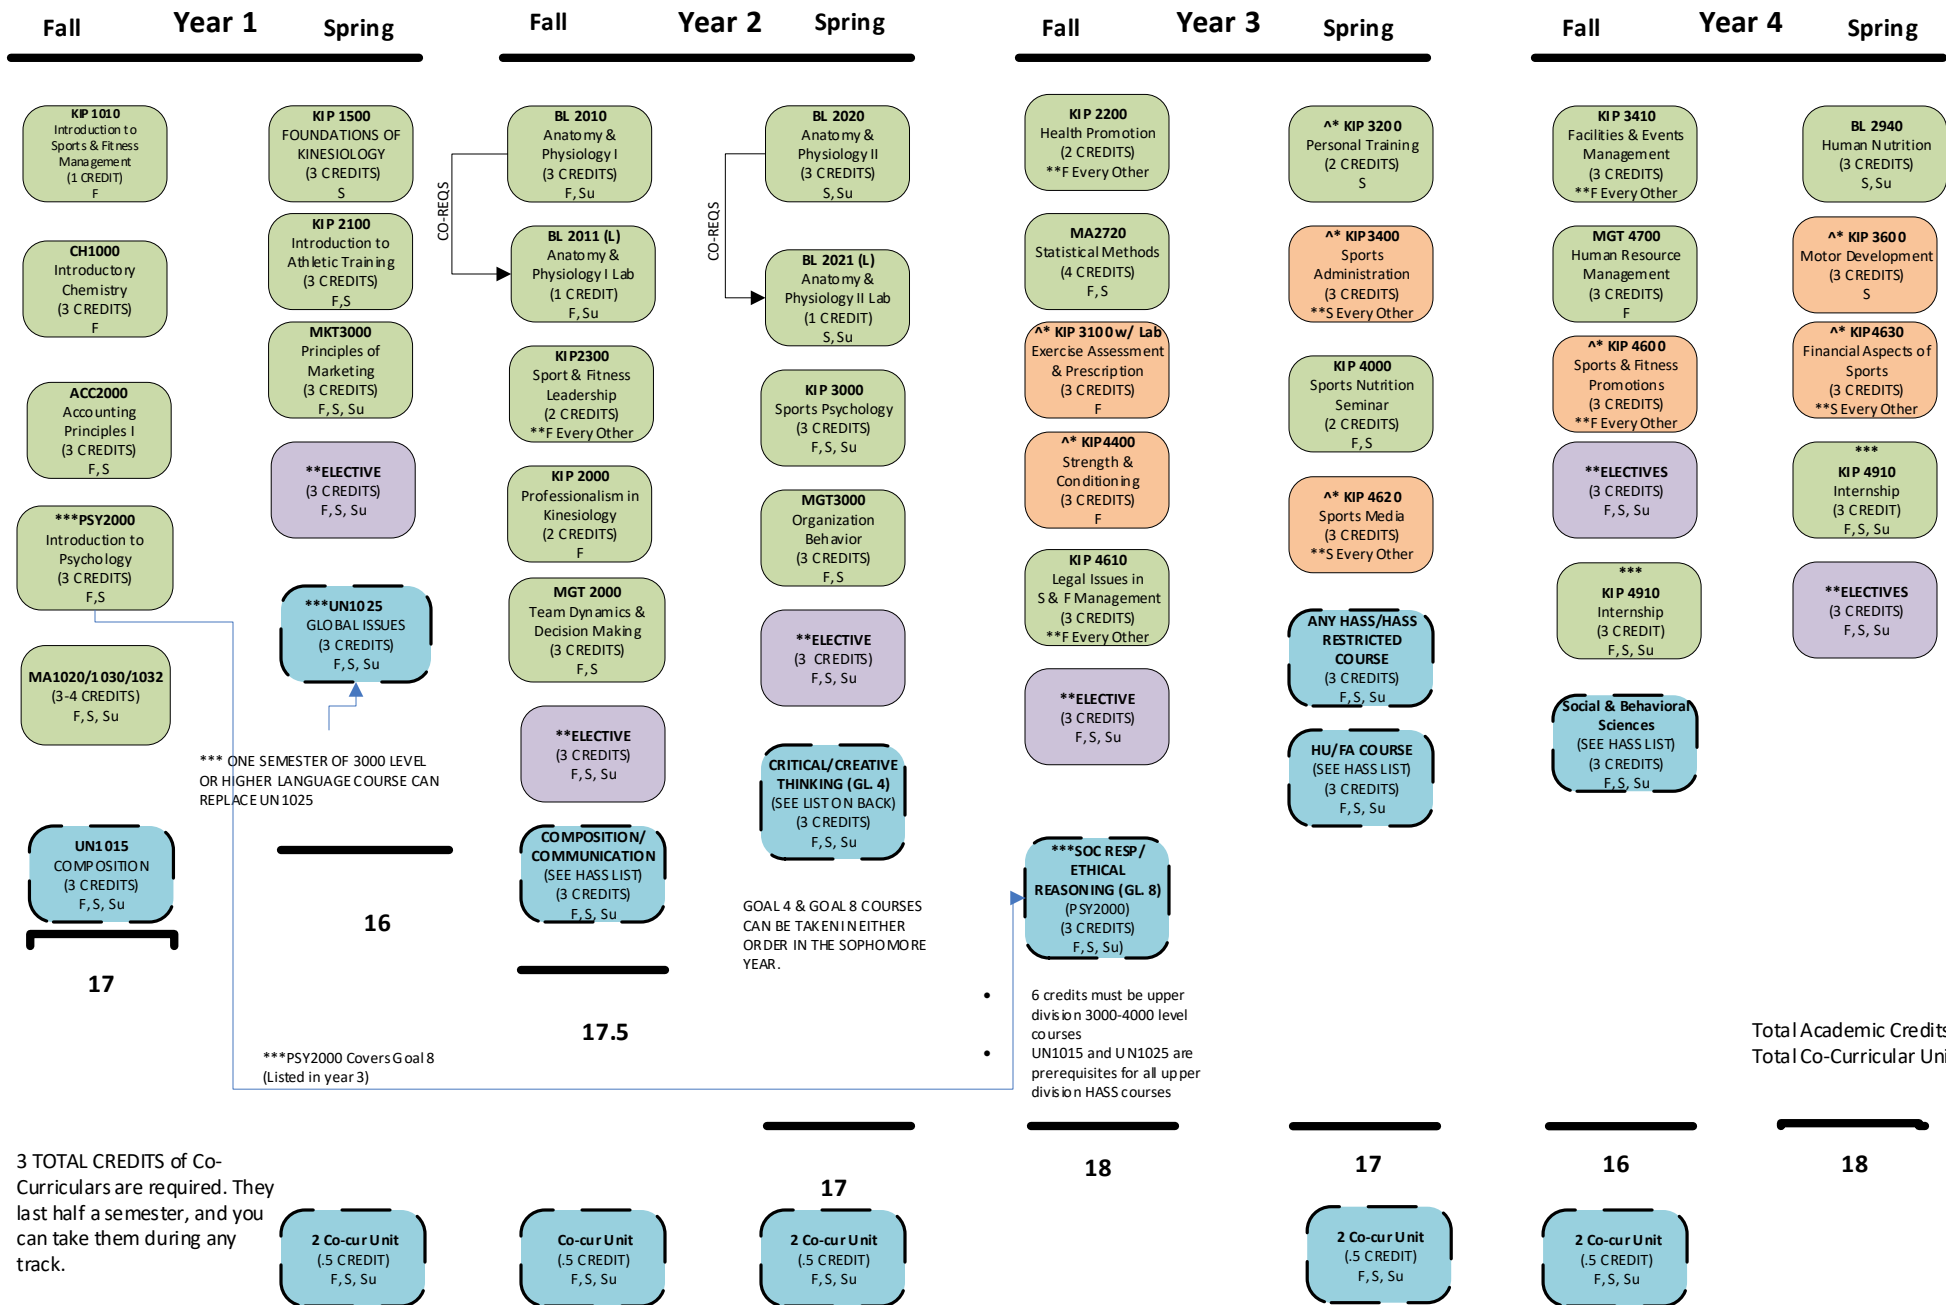 Fall
Year 1
Spring
KIP 1010
Introduction to
Sports & Fitness
Management
(1 CREDIT)
F
CH1000
Introductory
Chemistry
(3 CREDITS)
F
ACC2000
Accounting
Principles I
(3 CREDITS)
F, S
***PSY2000
Introduction to
Psychology
(3 CREDITS)
F,S
MA1020/1030/1032
(3-4 CREDITS)
F, S, Su
UN1015
COMPOSITION
(3 CREDITS)
F, S, Su
17
KIP 1500
FOUNDATIONS OF
KINESIOLOGY
(3 CREDITS)
S
KIP 2100
Introduction to
Athletic Training
(3 CREDITS)
F,S
MKT3000
Principles of
Marketing
(3 CREDITS)
F, S, Su
**ELECTIVE
(3 CREDITS)
F, S, Su
***UN1025
GLOBAL ISSUES
(3 CREDITS)
F, S, Su
*** ONE SEMESTER OF 3000 LEVEL
OR HIGHER LANGUAGE COURSE CAN
REPLACE UN1025
16
***PSY2000 Covers Goal 8
(Listed in year 3)
3 TOTAL CREDITS of Co-
Curriculars are required. They
last half a semester, and you
can take them during any
track.
2 Co-cur Unit
(.5 CREDIT)
F, S, Su
Fall
Year 2
Spring
CO-REQS
BL 2010
Anatomy &
Physiology I
(3 CREDITS)
F, Su
BL 2011 (L)
Anatomy &
Physiology I Lab
(1 CREDIT)
F, Su
KIP2300
Sport & Fitness
Leadership
(2 CREDITS)
**F Every Other
KIP 2000
Professionalism in
Kinesiology
(2 CREDITS)
F
MGT 2000
Team Dynamics &
Decision Making
(3 CREDITS)
F, S
**ELECTIVE
(3 CREDITS)
F, S, Su
COMPOSITION/
COMMUNICATION
(SEE HASS LIST)
(3 CREDITS)
F, S, Su
17.5
Co-cur Unit
(.5 CREDIT)
F, S, Su
CO-REQS
BL 2020
Anatomy &
Physiology II
(3 CREDITS)
S, Su
BL 2021 (L)
Anatomy &
Physiology II Lab
(1 CREDIT)
S, Su
KIP 3000
Sports Psychology
(3 CREDITS)
F, S, Su
MGT3000
Organization
Behavior
(3 CREDITS)
F, S
**ELECTIVE
(3 CREDITS)
F, S, Su
CRITICAL/CREATIVE
THINKING (GL. 4)
(SEE LIST ON BACK)
(3 CREDITS)
F, S, Su
GOAL 4 & GOAL 8 COURSES
CAN BE TAKEN IN EITHER
ORDER IN THE SOPHOMORE
YEAR.
17
2 Co-cur Unit
(.5 CREDIT)
F, S, Su
Fall
Year 3
Spring
KIP 2200
Health Promotion
(2 CREDITS)
**F Every Other
MA2720
Statistical Methods
(4 CREDITS)
F, S
^* KIP 3100 w/ Lab
Exercise Assessment
& Prescription
(3 CREDITS)
F
^* KIP4400
Strength &
Conditioning
(3 CREDITS)
F
KIP 4610
Legal Issues in
S & F Management
(3 CREDITS)
**F Every Other
**ELECTIVE
(3 CREDITS)
F, S, Su
***SOC RESP/
ETHICAL
REASONING (GL. 8)
(PSY2000)
(3 CREDITS)
F, S, Su)
• 6 credits must be upper
division 3000-4000 level
courses
• UN1015 and UN1025 are
prerequisites for all upper
division HASS courses
18
^* KIP 3200
Personal Training
(2 CREDITS)
S
^* KIP3400
Sports
Administration
(3 CREDITS)
**S Every Other
KIP 4000
Sports Nutrition
Seminar
(2 CREDITS)
F, S
^* KIP 4620
Sports Media
(3 CREDITS)
**S Every Other
ANY HASS/HASS
RESTRICTED
COURSE
(3 CREDITS)
F, S, Su
HU/FA COURSE
(SEE HASS LIST)
(3 CREDITS)
F, S, Su
17
2 Co-cur Unit
(.5 CREDIT)
F, S, Su
Fall
Year 4
Spring
KIP 3410
Facilities & Events
Management
(3 CREDITS)
**F Every Other
MGT 4700
Human Resource
Management
(3 CREDITS)
F
^* KIP 4600
Sports & Fitness
Promotions
(3 CREDITS)
**F Every Other
**ELECTIVES
(3 CREDITS)
F, S, Su
***
KIP 4910
Internship
(3 CREDIT)
F, S, Su
Social & Behavioral
Sciences
(SEE HASS LIST)
(3 CREDITS)
F, S, Su
16
2 Co-cur Unit
(.5 CREDIT)
F, S, Su
BL 2940
Human Nutrition
(3 CREDITS)
S, Su
^* KIP 3600
Motor Development
(3 CREDITS)
S
^* KIP4630
Financial Aspects of
Sports
(3 CREDITS)
**S Every Other
***
KIP 4910
Internship
(3 CREDIT)
F, S, Su
**ELECTIVES
(3 CREDITS)
F, S, Su
Total Academic Credits
Total Co-Curricular Uni
18